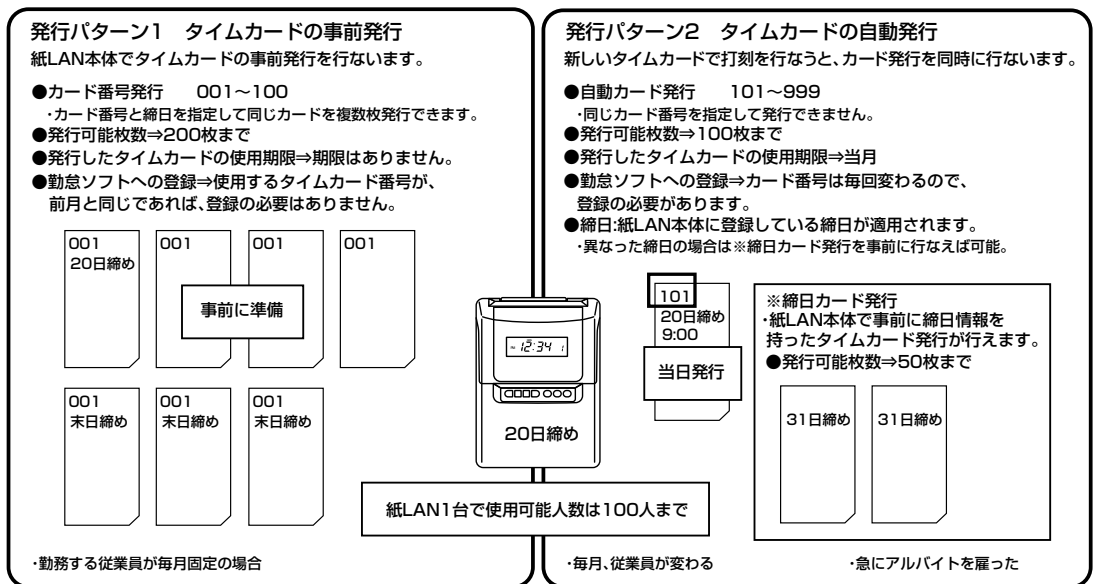 発行パターン1　タイムカードの事前発行
紙LAN本体でタイムカードの事前発行を行ないます。
●カード番号発行　　001～100
・カード番号と締日を指定して同じカードを複数枚発行できます。
●発行可能枚数⇒200枚まで
●発行したタイムカードの使用期限⇒期限はありません。
●勤怠ソフトへの登録⇒使用するタイムカード番号が、
前月と同じであれば、登録の必要はありません。
001
20日締め
001
001
001
事前に準備
001
末日締め
001
末日締め
001
末日締め
・勤務する従業員が毎月固定の場合
12:34
20日締め
紙LAN1台で使用可能人数は100人まで
発行パターン2　タイムカードの自動発行
新しいタイムカードで打刻を行なうと、カード発行を同時に行ないます。
●自動カード発行　　101～999
・同じカード番号を指定して発行できません。
●発行可能枚数⇒100枚まで
●発行したタイムカードの使用期限⇒当月
●勤怠ソフトへの登録⇒カード番号は毎回変わるので、
登録の必要があります。
●締日:紙LAN本体に登録している締日が適用されます。
・異なった締日の場合は※締日カード発行を事前に行なえば可能。
101
20日締め
9:00
当日発行
※締日カード発行
・紙LAN本体で事前に締日情報を
持ったタイムカード発行が行えます。
●発行可能枚数⇒50枚まで
31日締め
31日締め
・毎月、従業員が変わる
・急にアルバイトを雇った